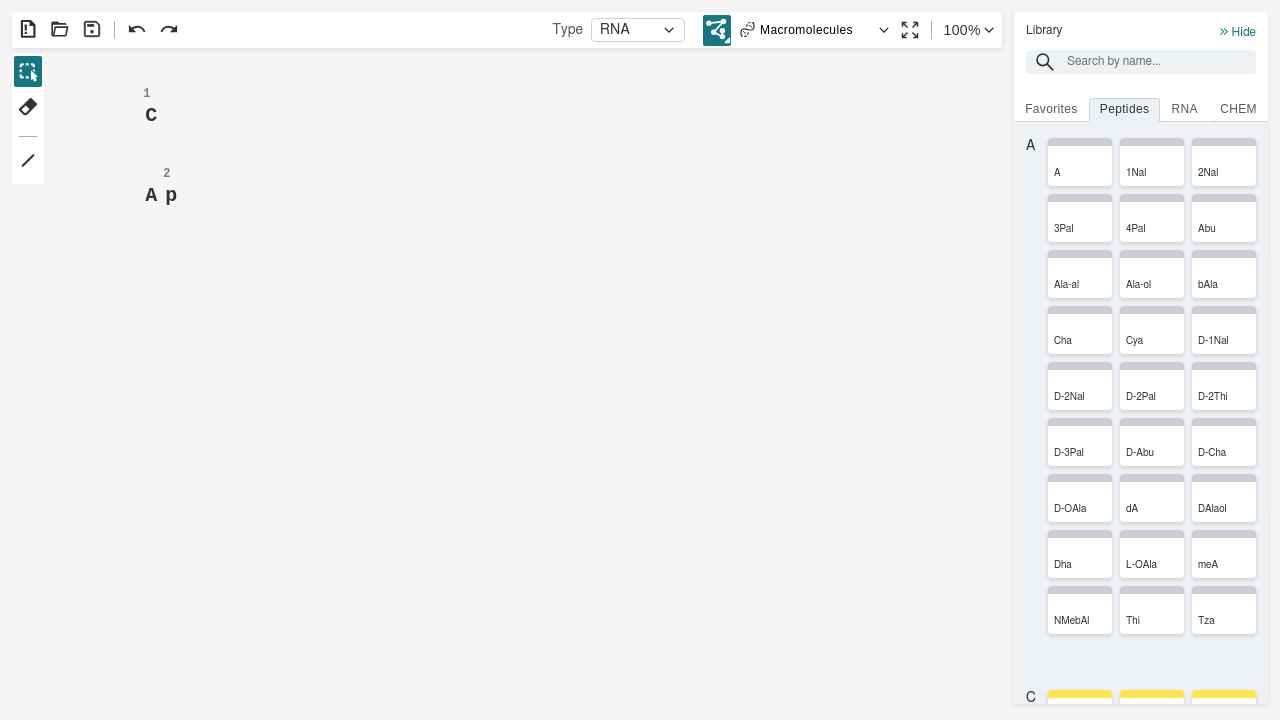 Type RNA Macromolecules 100%
1
C
2
A p
Library
Hide
Search by name...
Favorites Peptides RNA CHEM
A
A 1Nal 2Nal
3Pal 4Pal Abu
Ala-al Ala-ol bAla
Cha Cya D-1Nal
D-2Nal D-2Pal D-2Thi
D-3Pal D-Abu D-Cha
D-OAla dA DAlaol
Dha L-OAla meA
NMebAl Thi Tza
C